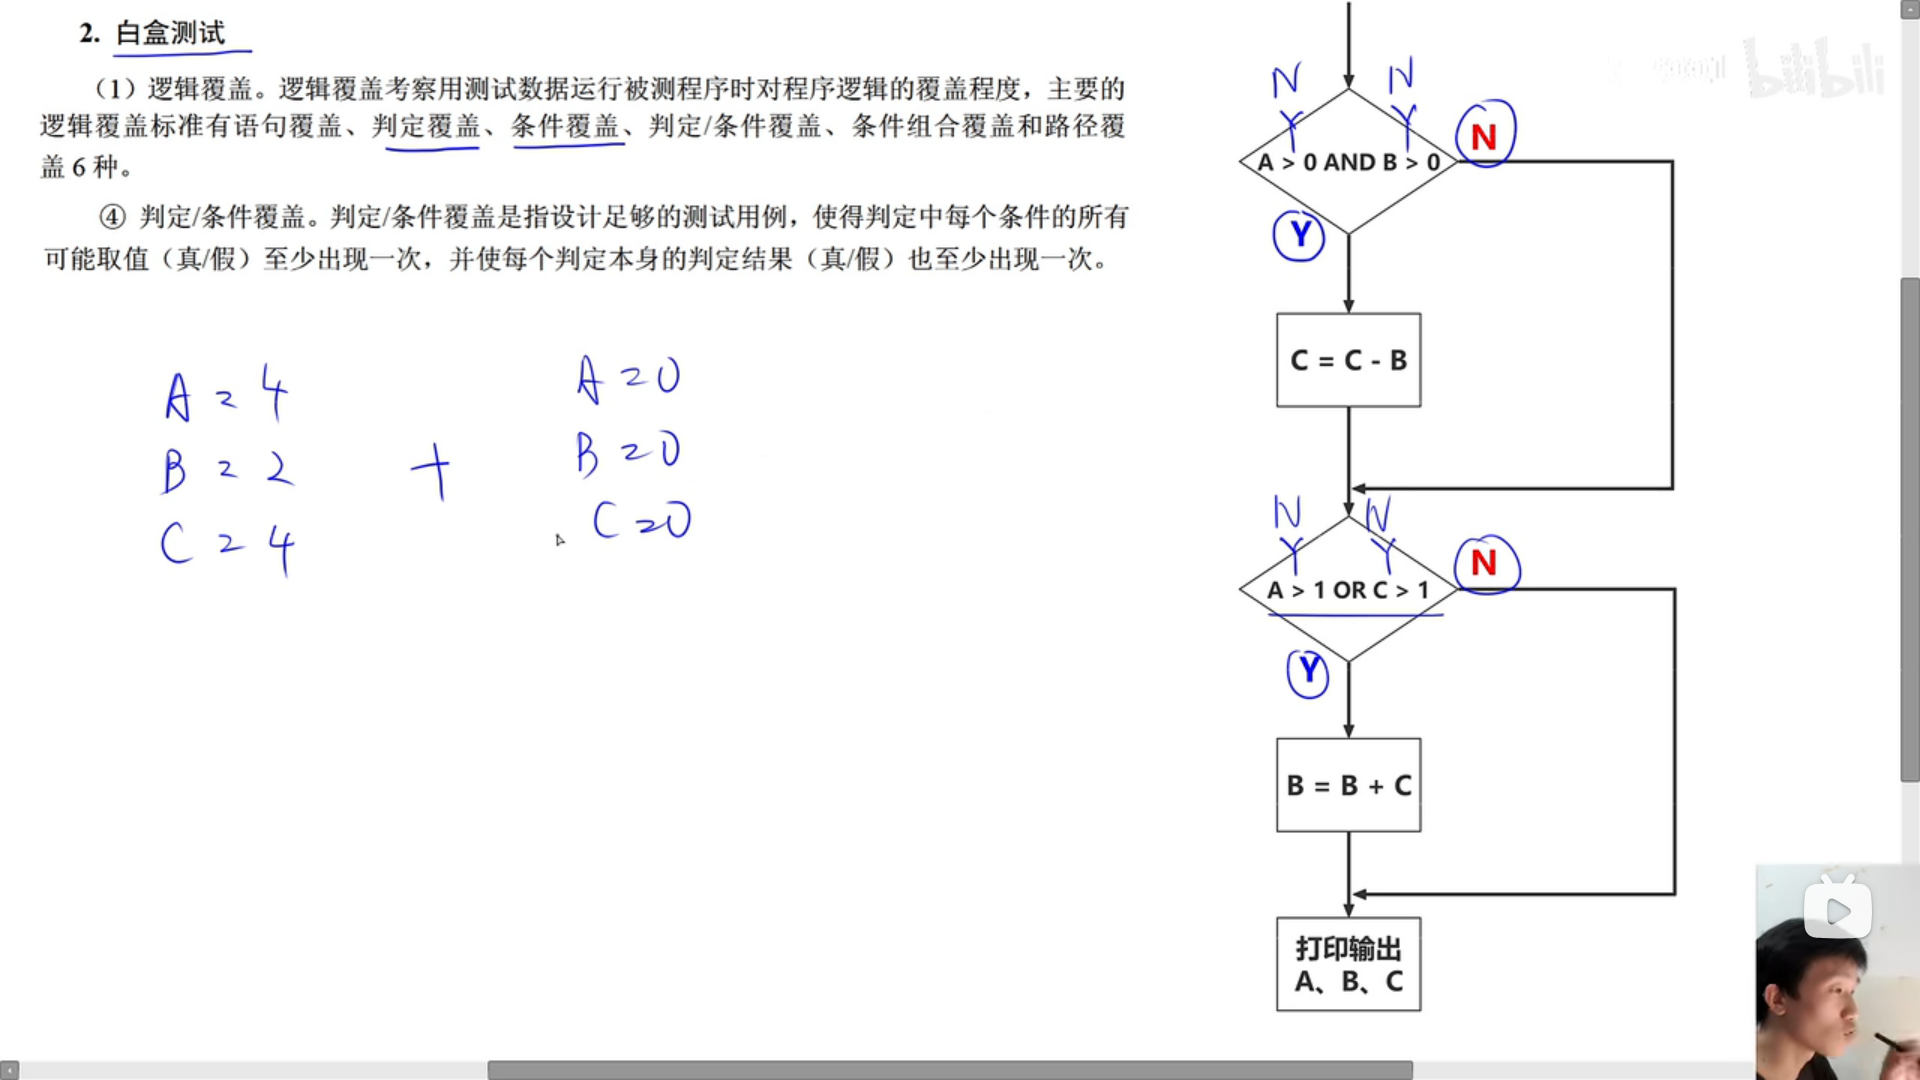 2. 白盒测试
（1）逻辑覆盖。逻辑覆盖考察用测试数据运行被测程序时对程序逻辑的覆盖程度，主要的
逻辑覆盖标准有语句覆盖、判定覆盖、条件覆盖、判定/条件覆盖、条件组合覆盖和路径覆
盖 6 种。
④ 判定/条件覆盖。判定/条件覆盖是指设计足够的测试用例，使得判定中每个条件的所有
可能取值（真/假）至少出现一次，并使每个判定本身的判定结果（真/假）也至少出现一次。
A = 4
B = 2
C = 4
+
A = 0
B = 0
C = 0
N N
Y Y
N
A > 0 AND B > 0
Y
C = C - B
N N
Y Y
N
A > 1 OR C > 1
Y
B = B + C
打印输出
A、B、C
bilibili